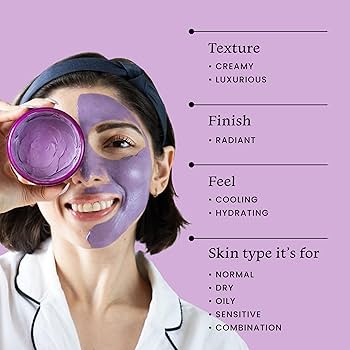 Texture
• CREAMY
• LUXURIOUS
Finish
• RADIANT
Feel
• COOLING
• HYDRATING
Skin type it's for
• NORMAL
• DRY
• OILY
• SENSITIVE
• COMBINATION